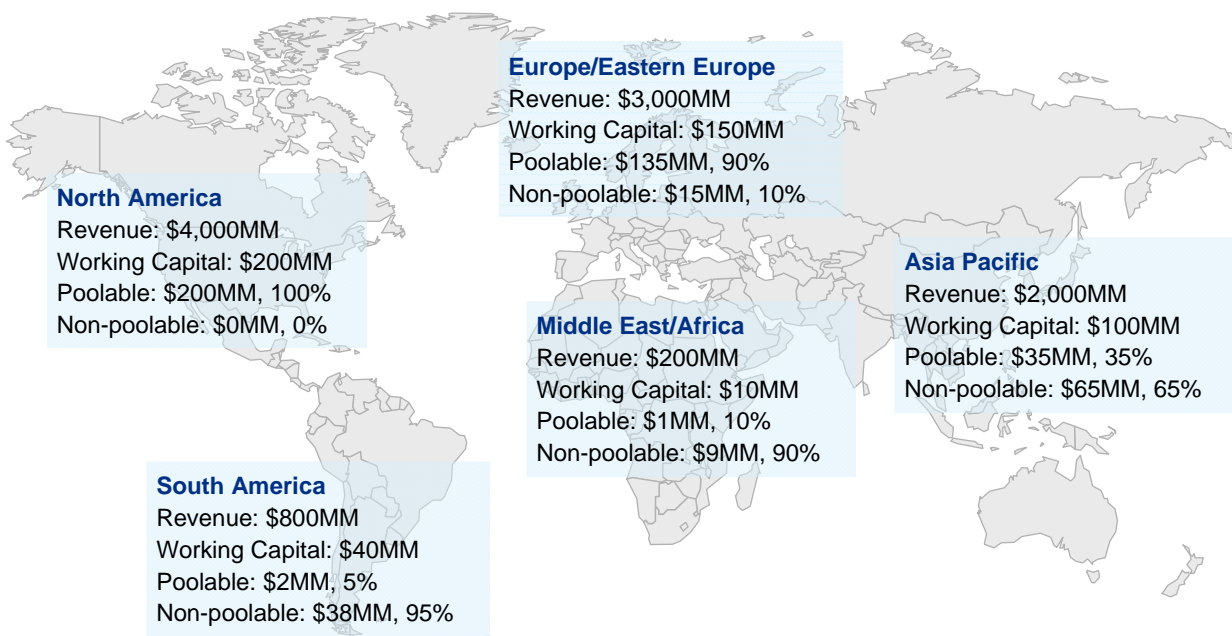 Europe/Eastern Europe
Revenue: $3,000MM
Working Capital: $150MM
Poolable: $135MM, 90%
Non-poolable: $15MM, 10%
North America
Revenue: $4,000MM
Working Capital: $200MM
Poolable: $200MM, 100%
Non-poolable: $0MM, 0%
Asia Pacific
Revenue: $2,000MM
Working Capital: $100MM
Poolable: $35MM, 35%
Non-poolable: $65MM, 65%
Middle East/Africa
Revenue: $200MM
Working Capital: $10MM
Poolable: $1MM, 10%
Non-poolable: $9MM, 90%
South America
Revenue: $800MM
Working Capital: $40MM
Poolable: $2MM, 5%
Non-poolable: $38MM, 95%